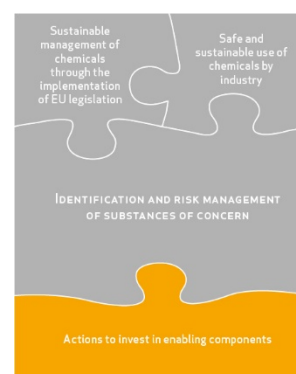 Sustainable
management of
chemicals
through the
implementation
of EU legislation
Safe and
sustainable use of
chemicals by
industry
IDENTIFICATION AND RISK MANAGEMENT
OF SUBSTANCES OF CONCERN
Actions to invest in enabling components